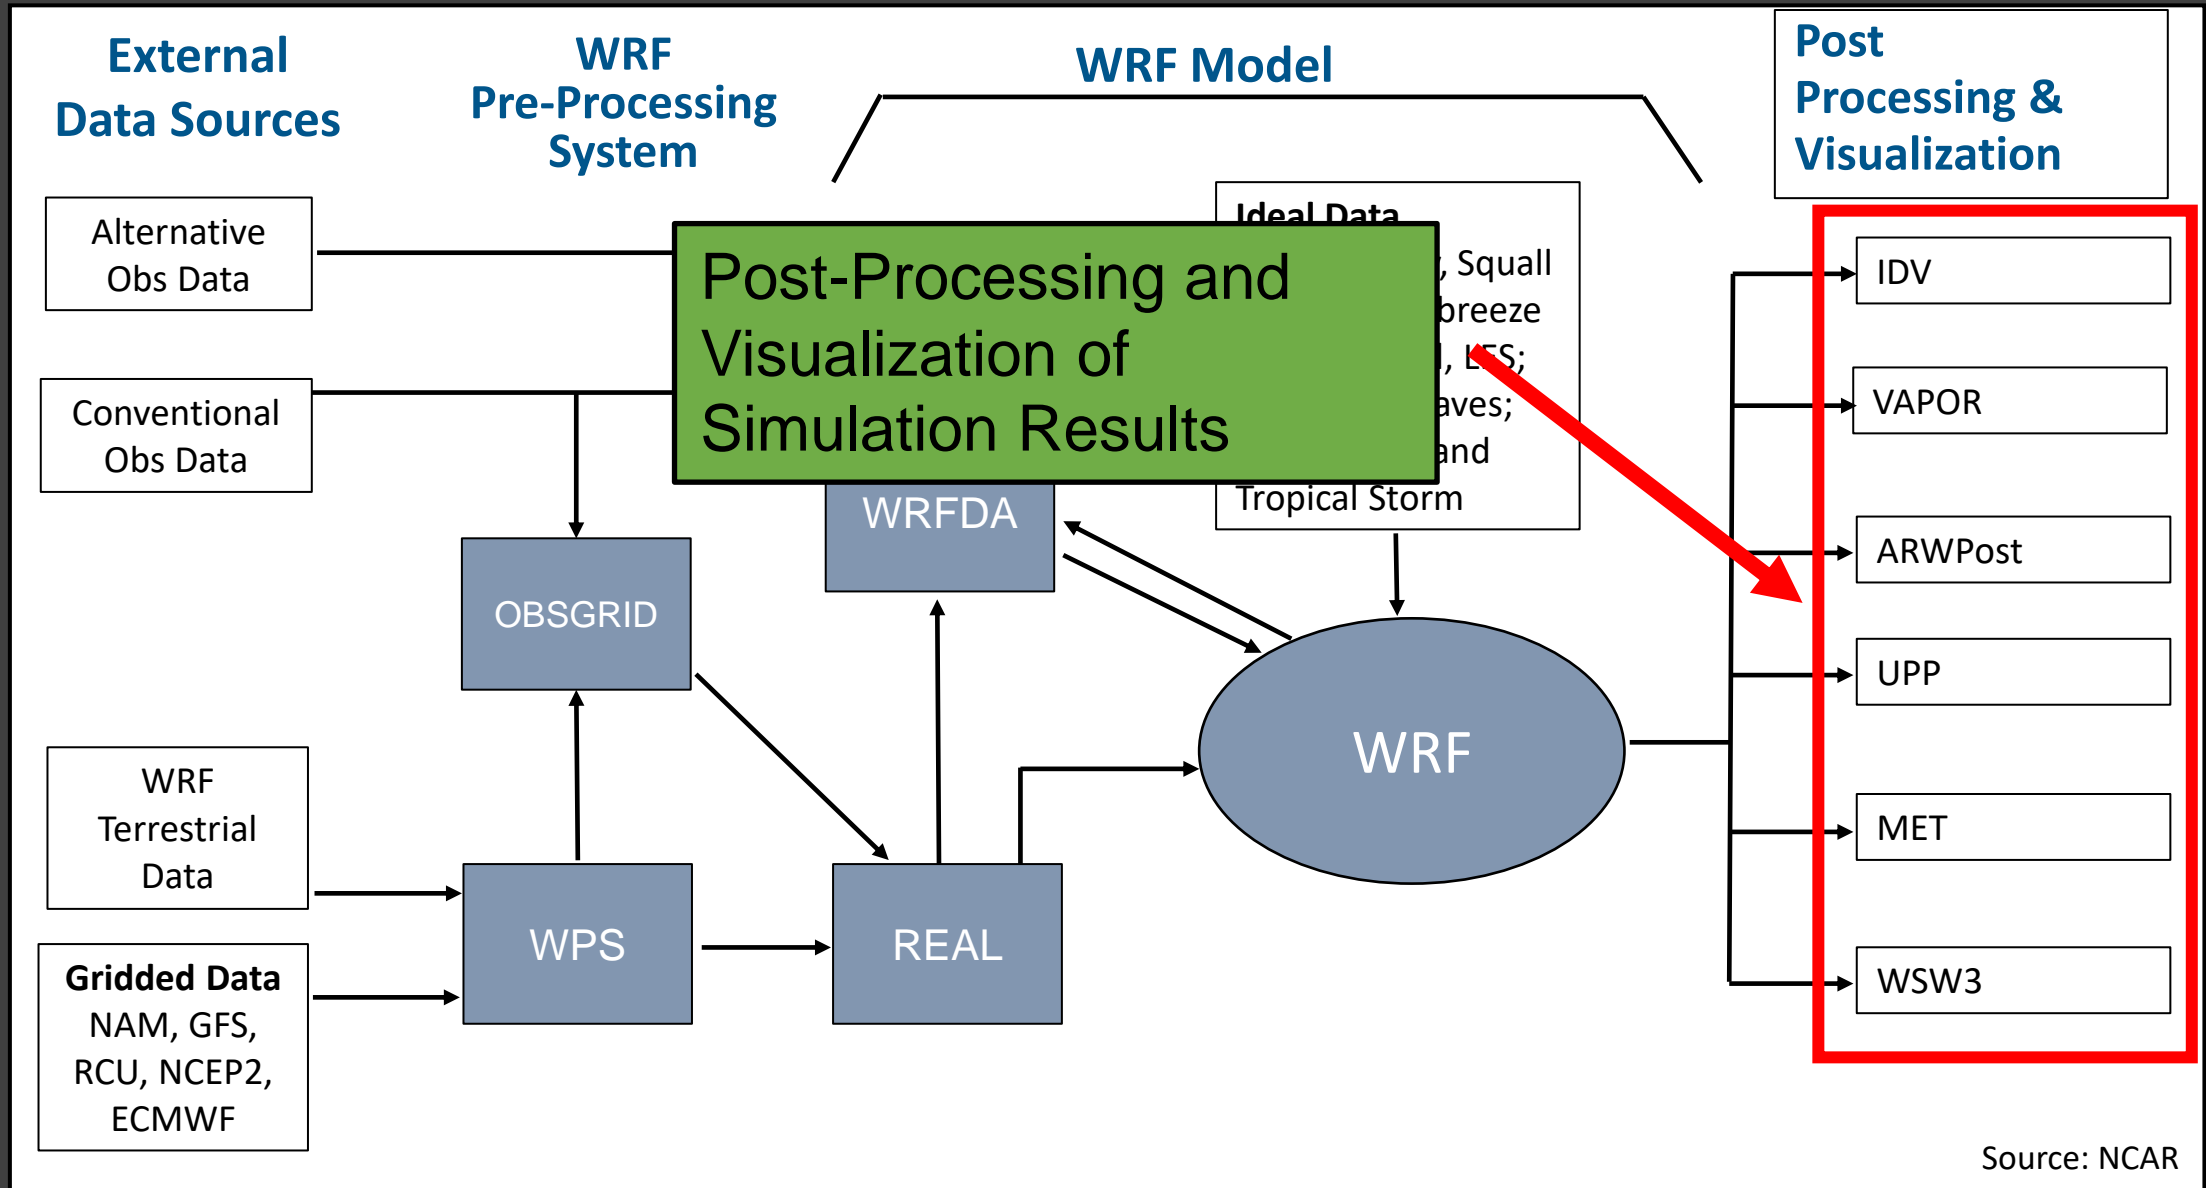 External
Data Sources
WRF
Pre-Processing
System
WRF Model
Post
Processing &
Visualization
Alternative
Obs Data
Conventional
Obs Data
WRF
Terrestrial
Data
Gridded Data
NAM, GFS,
RCU, NCEP2,
ECMWF
OBSGRID
WPS
Post-Processing and
Visualization of
Simulation Results
WRFDA
REAL
Ideal Data
, Squall
breeze
, LES;
and
Tropical Storm
WRF
IDV
VAPOR
ARWPost
UPP
MET
WSW3
Source: NCAR